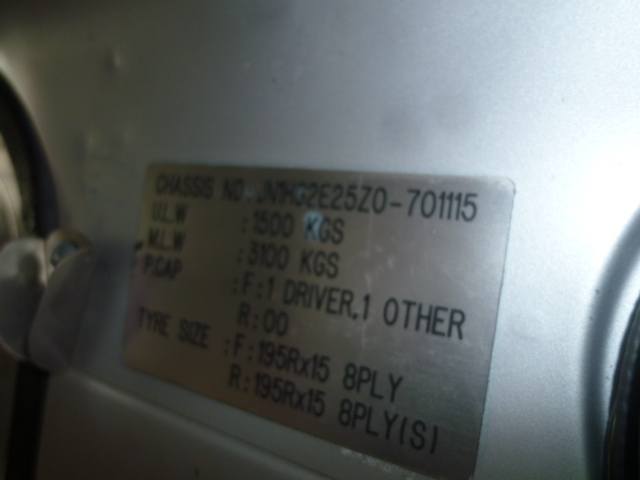 CHASSIS NO. JN1HG2E25Z0-701115
U.L.W :1500 KGS
M.L.W :3100 KGS
P.CAP :F:1 DRIVER.1 OTHER
R:00
TYRE SIZE :F:195Rx15 8PLY
R:195Rx15 8PLY(S)